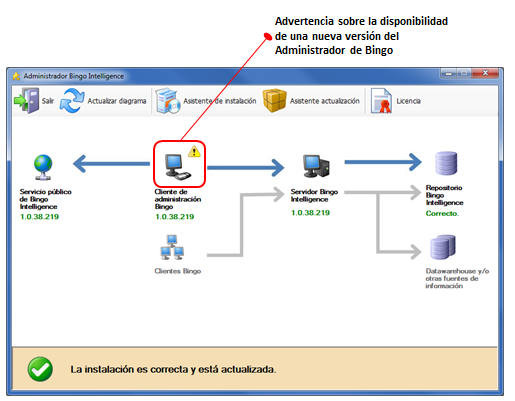 Advertencia sobre la disponibilidad
de una nueva versión del
Administrador de Bingo
Administrador Bingo Intelligence
Salir
Actualizar diagrama
Asistente de instalación
Asistente actualización
Licencia
Servicio público
de Bingo
Intelligence
1.0.38.219
Cliente de
administración
Bingo
1.0.38.219
Servidor Bingo
Intelligence
1.0.38.219
Repositorio
Bingo
Intelligence
Correcto.
Clientes Bingo
Datawarehouse y/o
otras fuentes de
información
La instalación es correcta y está actualizada.